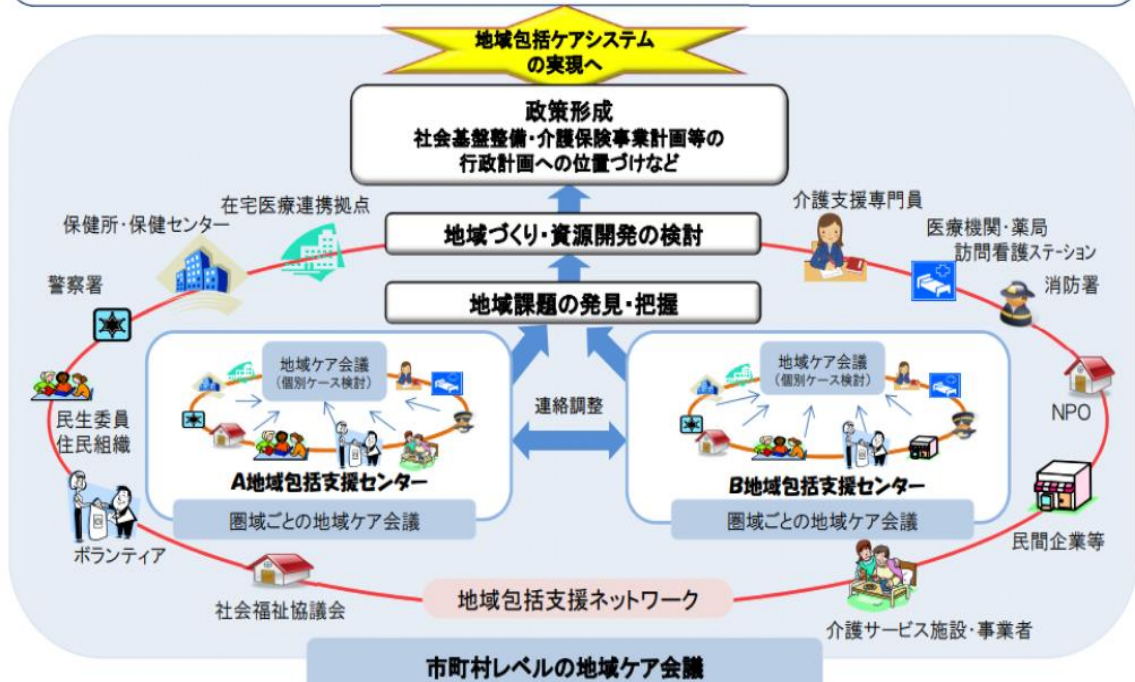 地域包括ケアシステム
の実現へ
政策形成
社会基盤整備・介護保険事業計画等の
行政計画への位置づけなど
地域づくり・資源開発の検討
地域課題の発見・把握
在宅医療連携拠点
保健所・保健センター
警察署
民生委員
住民組織
ボランティア
社会福祉協議会
介護支援専門員
医療機関・薬局
訪問看護ステーション
消防署
NPO
民間企業等
介護サービス施設・事業者
地域ケア会議
(個別ケース検討)
A地域包括支援センター
圏域ごとの地域ケア会議
連絡調整
地域ケア会議
(個別ケース検討)
B地域包括支援センター
圏域ごとの地域ケア会議
地域包括支援ネットワーク
市町村レベルの地域ケア会議